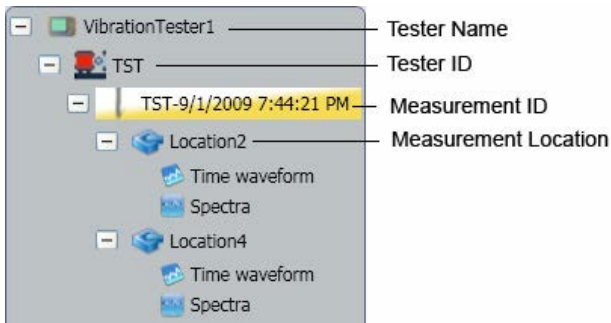 VibrationTester1 Tester Name
TST Tester ID
TST-9/1/2009 7:44:21 PM Measurement ID
Location2 Measurement Location
Time waveform
Spectra
Location4
Time waveform
Spectra